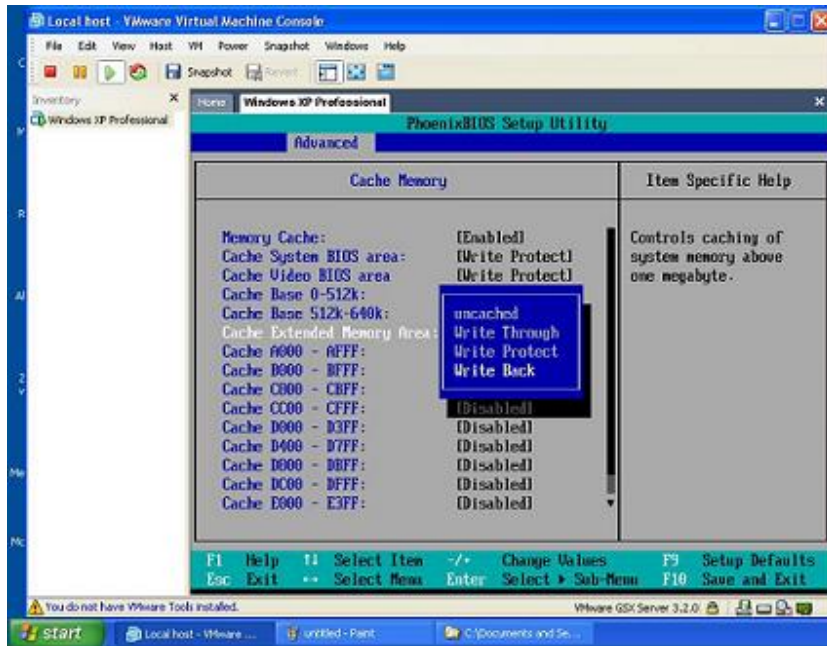 Local host - VMware Virtual Machine Console
File Edit View Host VM Power Snapshot Windows Help
Snapshot Revert
Inventory
Windows XP Professional
Home Windows XP Professional
PhoenixBIOS Setup Utility
Advanced
Cache Memory
Item Specific Help
Memory Cache: [Enabled]
Cache System BIOS area: [Write Protect]
Cache Video BIOS area [Write Protect]
Cache Base 0-512k:
Cache Base 512k-640k:
Cache Extended Memory Area:
Cache A000 - AFFF:
Cache B000 - BFFF:
Cache C800 - CBFF:
Cache CC00 - CFFF: [Disabled]
Cache D000 - D3FF: [Disabled]
Cache D400 - D7FF: [Disabled]
Cache D800 - DBFF: [Disabled]
Cache DC00 - DFFF: [Disabled]
Cache E000 - E3FF: [Disabled]
uncached
Write Through
Write Protect
Write Back
Controls caching of
system memory above
one megabyte.
F1 Help ↑↓ Select Item -/+ Change Values F9 Setup Defaults
Esc Exit ↔ Select Menu Enter Select ▶ Sub-Menu F10 Save and Exit
You do not have VMware Tools installed.
VMware GSX Server 3.2.0
start
Local host - VMware ...
untitled - Paint
C:\Documents and Se...